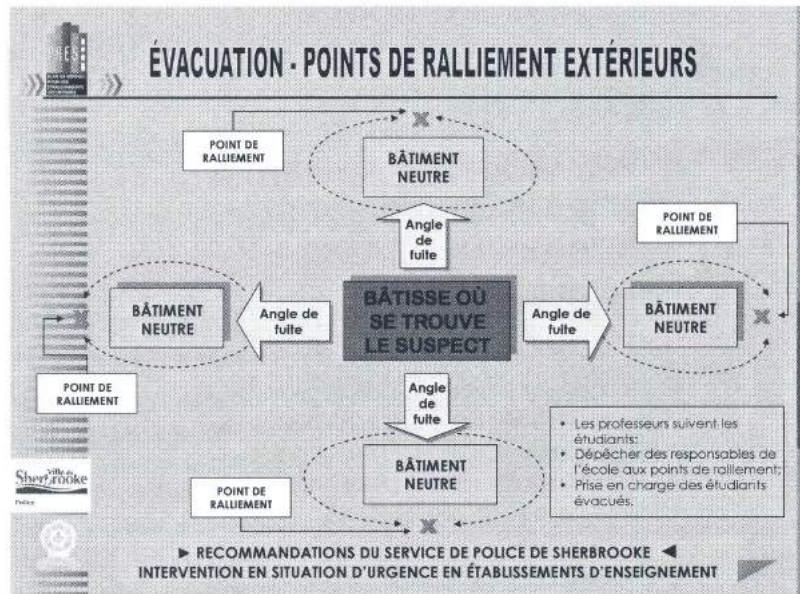 ÉVACUATION - POINTS DE RALLIEMENT EXTÉRIEURS
POINT DE
RALLIEMENT
BÂTIMENT
NEUTRE
Angle
de
fuite
POINT DE
RALLIEMENT
BÂTIMENT
NEUTRE
Angle de
fuite
BÂTISSE OÙ
SE TROUVE
LE SUSPECT
Angle de
fuite
BÂTIMENT
NEUTRE
POINT DE
RALLIEMENT
Angle
de
fuite
BÂTIMENT
NEUTRE
POINT DE
RALLIEMENT
• Les professeurs suivent les
étudiants;
• Dépêcher des responsables de
l'école aux points de ralliement;
• Prise en charge des étudiants
évacués.
Ville de
Sherbrooke
Police
► RECOMMANDATIONS DU SERVICE DE POLICE DE SHERBROOKE ◄
INTERVENTION EN SITUATION D'URGENCE EN ÉTABLISSEMENTS D'ENSEIGNEMENT